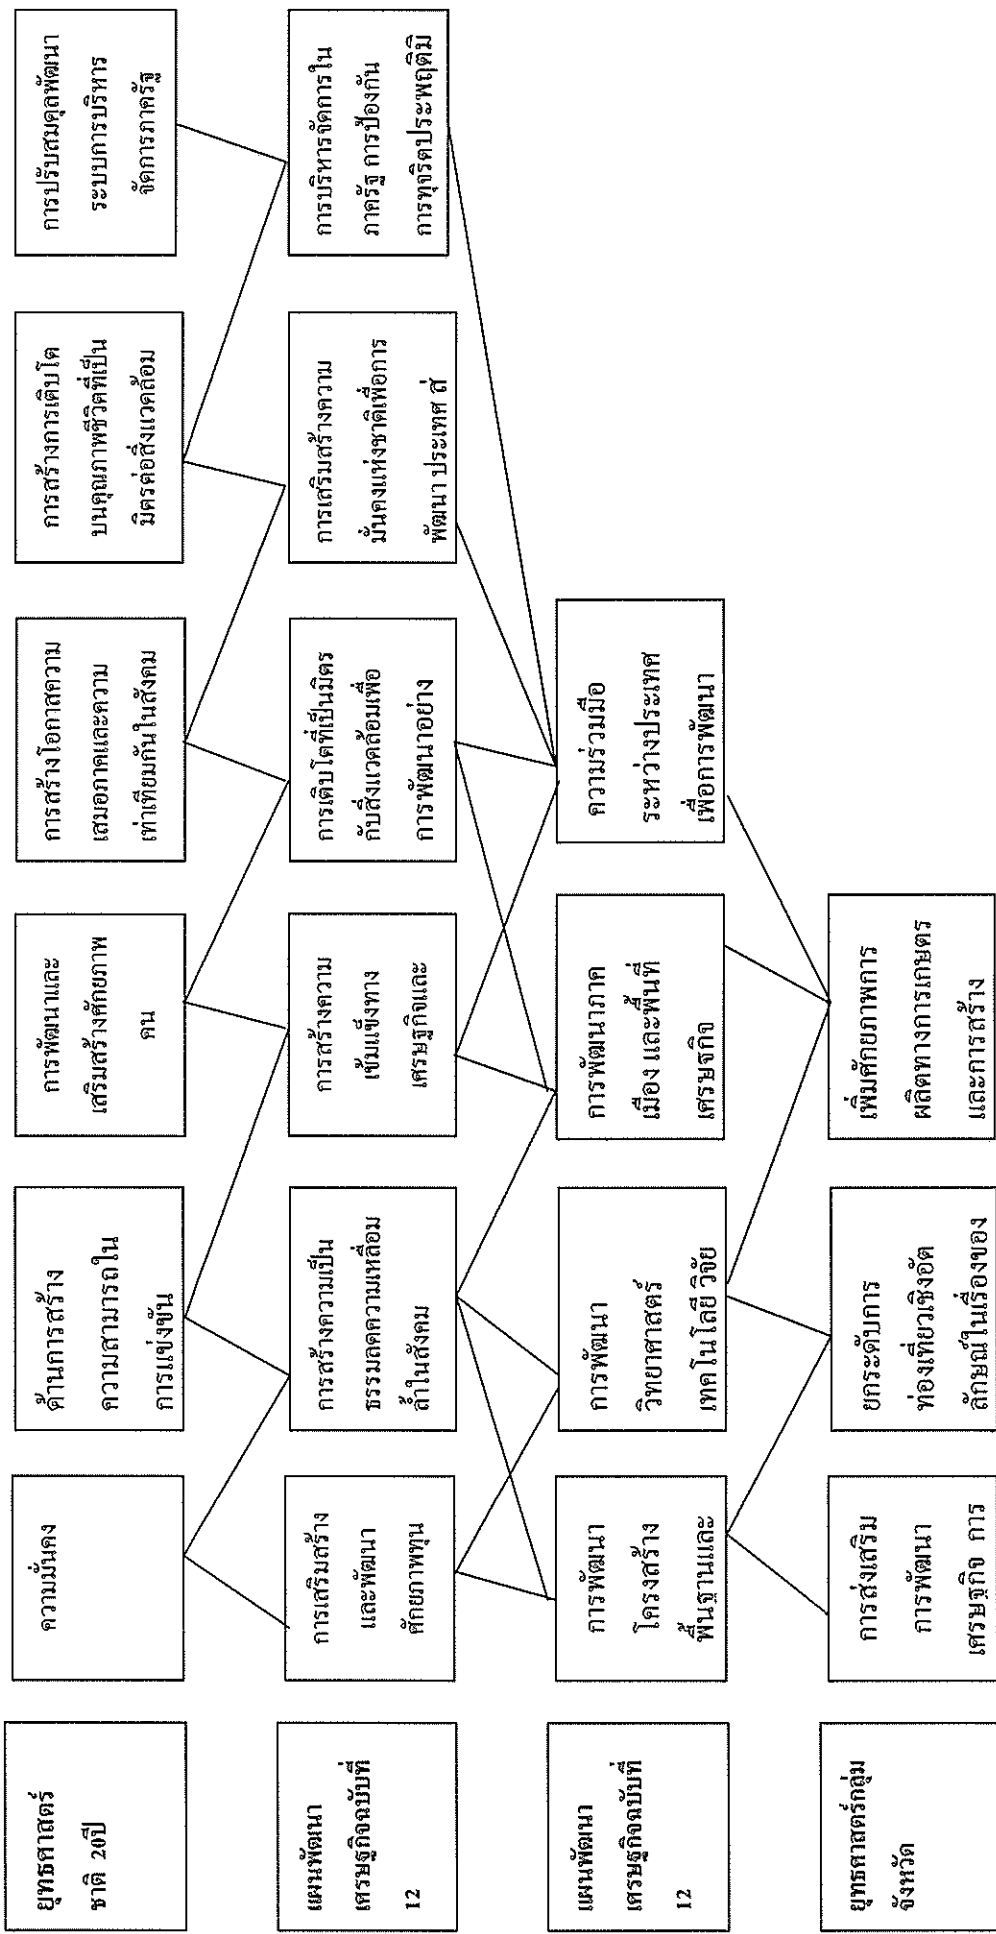 ยุทธศาสตร์
ชาติ 20ปี
ความมั่นคง
ด้านการสร้าง
ความสามารถใน
การแข่งขัน
การพัฒนาและ
เสริมสร้างศักยภาพ
คน
การสร้างโอกาสความ
เสมอภาคและความ
เท่าเทียมกันในสังคม
การสร้างการเติบโต
บนคุณภาพชีวิตที่เป็น
มิตรต่อสิ่งแวดล้อม
การปรับสมดุลพัฒนา
ระบบการบริหาร
จัดการภาครัฐ
แผนพัฒนา
เศรษฐกิจฉบับที่
12
การเสริมสร้าง
และพัฒนา
ศักยภาพทุน
การสร้างความเป็น
ธรรมลดความเหลื่อม
ล้ำในสังคม
การสร้างความ
เข้มแข็งทาง
เศรษฐกิจและ
การเติบโตที่เป็นมิตร
กับสิ่งแวดล้อมเพื่อ
การพัฒนาอย่าง
การเสริมสร้างความ
มั่นคงแห่งชาติเพื่อการ
พัฒนา ประเทศ สู่
การบริหารจัดการใน
ภาครัฐ การป้องกัน
การทุจริตประพฤติมิ
แผนพัฒนา
เศรษฐกิจฉบับที่
12
การพัฒนา
โครงสร้าง
พื้นฐานและ
การพัฒนา
วิทยาศาสตร์
เทคโนโลยี วิจัย
การพัฒนาภาค
เมือง และพื้นที่
เศรษฐกิจ
ความร่วมมือ
ระหว่างประเทศ
เพื่อการพัฒนา
ยุทธศาสตร์กลุ่ม
จังหวัด
การส่งเสริม
การพัฒนา
เศรษฐกิจ การ
ยกระดับการ
ท่องเที่ยวเชิงอัต
ลักษณ์ในเรื่องของ
เพิ่มศักยภาพการ
ผลิตทางการเกษตร
และการสร้าง